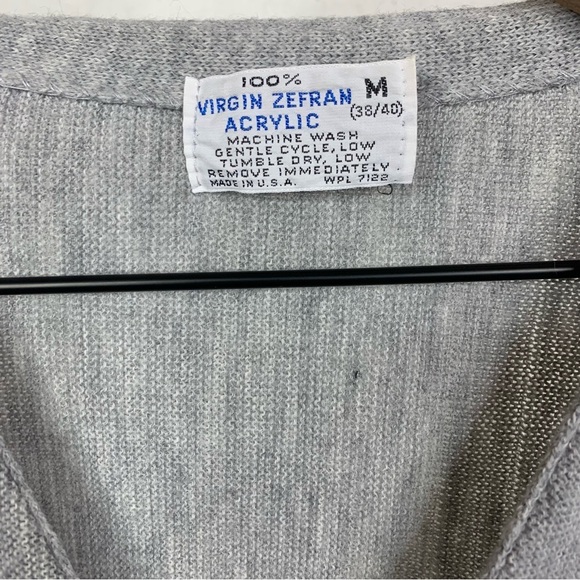 100% M
VIRGIN ZEFRAN (38/40)
ACRYLIC
MACHINE WASH
GENTLE CYCLE, LOW
TUMBLE DRY, LOW
REMOVE IMMEDIATELY
MADE IN U.S.A. WPL 7122